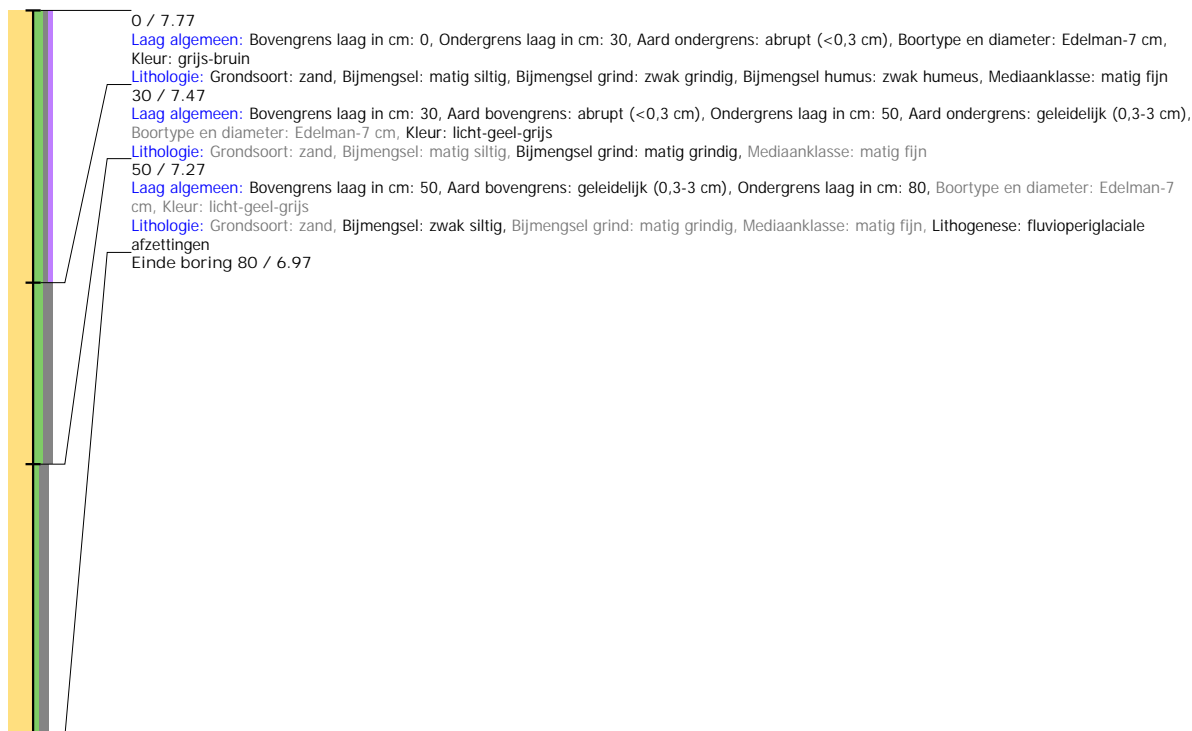 0 / 7.77
Laag algemeen: Bovengrens laag in cm: 0, Ondergrens laag in cm: 30, Aard ondergrens: abrupt (<0,3 cm), Boortype en diameter: Edelman-7 cm,
Kleur: grijs-bruin
Lithologie: Grondsoort: zand, Bijmengsel: matig siltig, Bijmengsel grind: zwak grindig, Bijmengsel humus: zwak humeus, Mediaanklasse: matig fijn
30 / 7.47
Laag algemeen: Bovengrens laag in cm: 30, Aard bovengrens: abrupt (<0,3 cm), Ondergrens laag in cm: 50, Aard ondergrens: geleidelijk (0,3-3 cm),
Boortype en diameter: Edelman-7 cm, Kleur: licht-geel-grijs
Lithologie: Grondsoort: zand, Bijmengsel: matig siltig, Bijmengsel grind: matig grindig, Mediaanklasse: matig fijn
50 / 7.27
Laag algemeen: Bovengrens laag in cm: 50, Aard bovengrens: geleidelijk (0,3-3 cm), Ondergrens laag in cm: 80, Boortype en diameter: Edelman-7
cm, Kleur: licht-geel-grijs
Lithologie: Grondsoort: zand, Bijmengsel: zwak siltig, Bijmengsel grind: matig grindig, Mediaanklasse: matig fijn, Lithogenese: fluvioperiglaciale
afzettingen
Einde boring 80 / 6.97